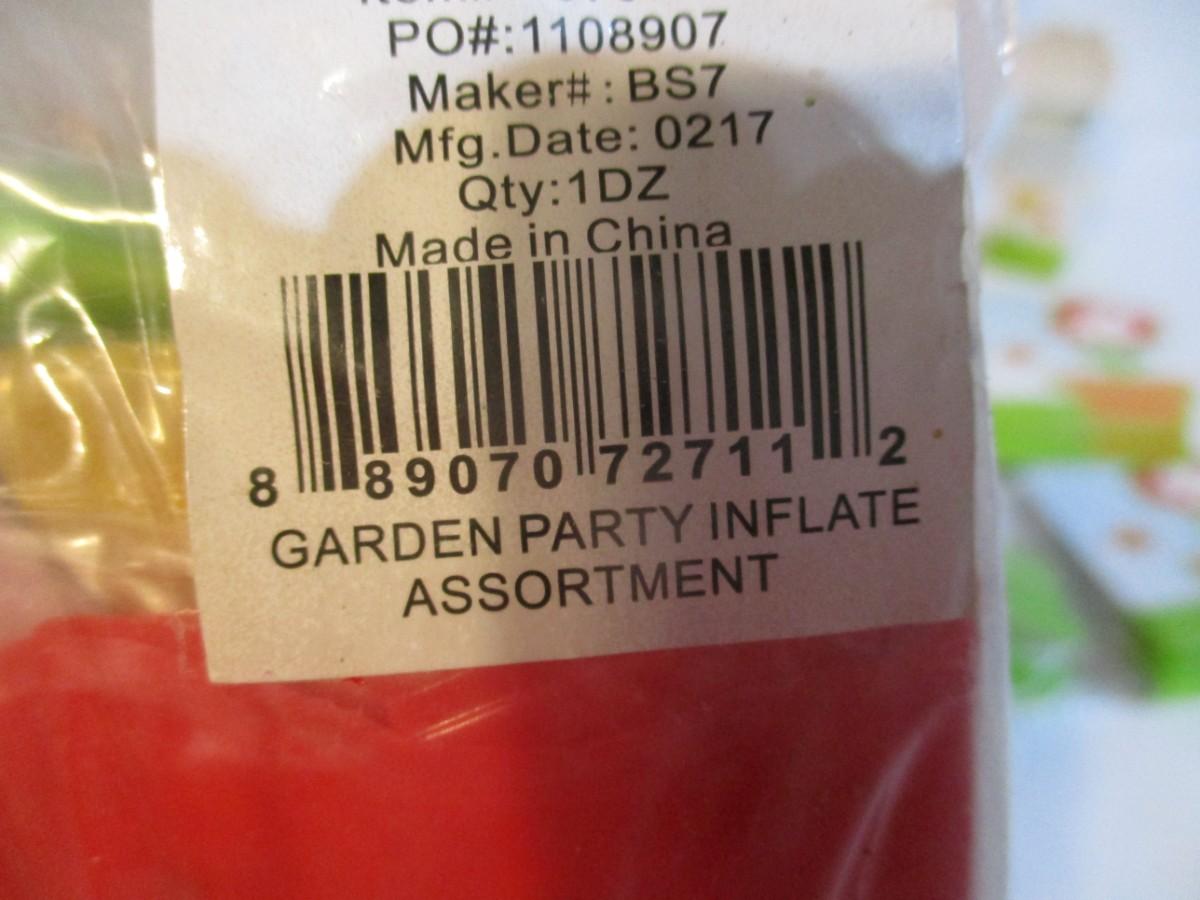 PO#:1108907
Maker#: BS7
Mfg.Date: 0217
Qty:1DZ
Made in China
8 89070 72711 2
GARDEN PARTY INFLATE
ASSORTMENT